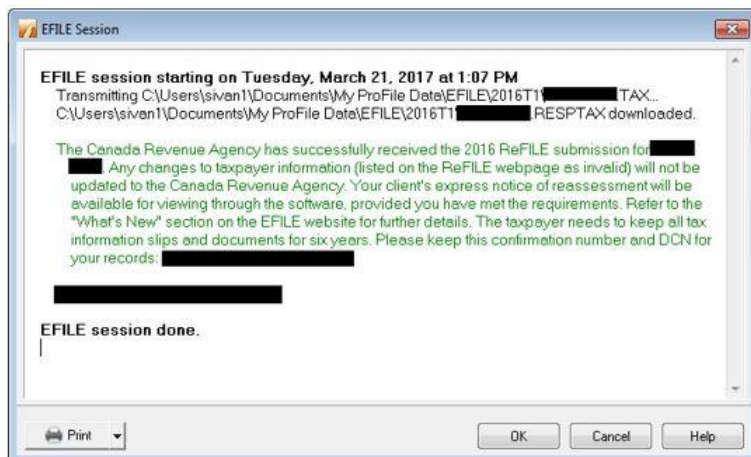 EFILE Session
EFILE session starting on Tuesday, March 21, 2017 at 1:07 PM
Transmitting C:\Users\sivan1\Documents\My ProFile Data\EFILE\2016T1\ .TAX...
C:\Users\sivan1\Documents\My ProFile Data\EFILE\2016T1\ .RESPTAX downloaded.
The Canada Revenue Agency has successfully received the 2016 ReFILE submission for
. Any changes to taxpayer information (listed on the ReFILE webpage as invalid) will not be
updated to the Canada Revenue Agency. Your client's express notice of reassessment will be
available for viewing through the software, provided you have met the requirements. Refer to the
"What's New" section on the EFILE website for further details. The taxpayer needs to keep all tax
information slips and documents for six years. Please keep this confirmation number and DCN for
your records:
EFILE session done.
Print
OK
Cancel
Help